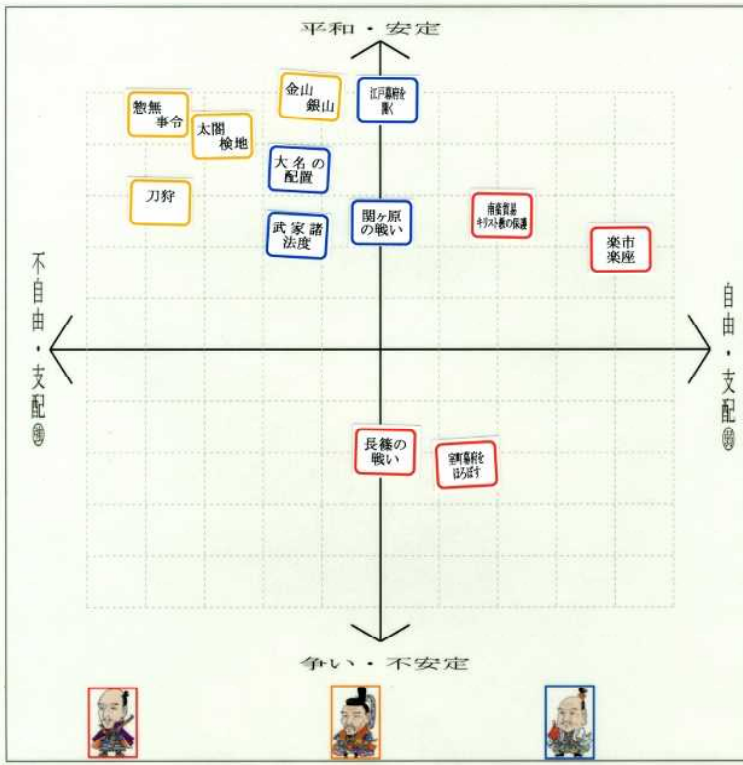 平和・安定
惣無
事令
太閤
検地
金山
銀山
江戸幕府を
開く
大名の
配置
刀狩
武家諸
法度
関ヶ原
の戦い
南蛮貿易
キリスト教の保護
楽市
楽座
不自由・支配㊥
自由・支配㊥
長篠の
戦い
室町幕府を
ほろぼす
争い・不安定